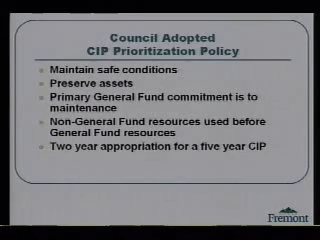 Council Adopted
CIP Prioritization Policy
Maintain safe conditions
Preserve assets
Primary General Fund commitment is to
maintenance
Non-General Fund resources used before
General Fund resources
Two year appropriation for a five year CIP
Fremont